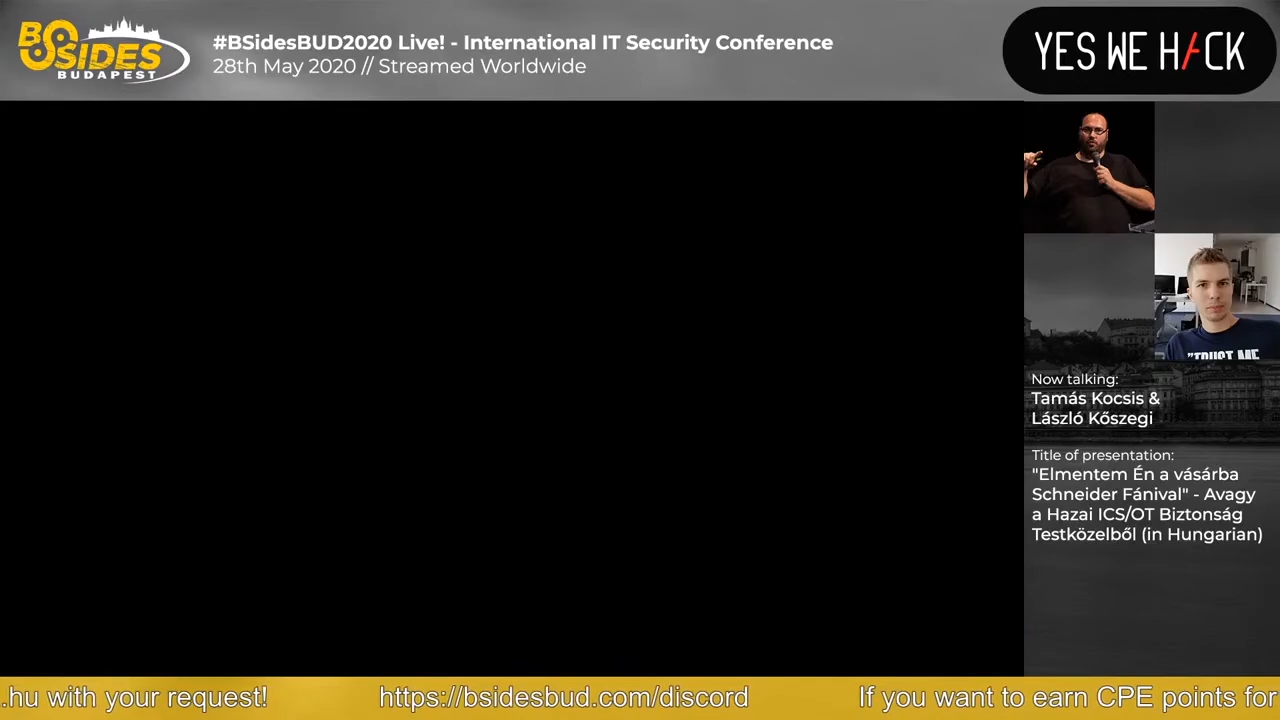 BSIDES
BUDAPEST
#BSidesBUD2020 Live! - International IT Security Conference
28th May 2020 // Streamed Worldwide
YES WE H/CK
"TRUST ME
Now talking:
Tamás Kocsis &
László Kőszegi
Title of presentation:
"Elmentem Én a vásárba
Schneider Fánival" - Avagy
a Hazai ICS/OT Biztonság
Testközelből (in Hungarian)
.hu with your request! https://bsidesbud.com/discord If you want to earn CPE points for